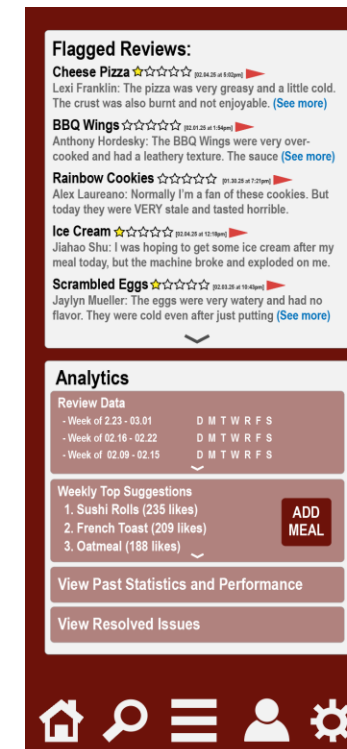 Flagged Reviews:
Cheese Pizza [02.04.25 at 5:02pm]
Lexi Franklin: The pizza was very greasy and a little cold.
The crust was also burnt and not enjoyable. (See more)
BBQ Wings [02.01.25 at 1:54pm]
Anthony Hordesky: The BBQ Wings were very over-
cooked and had a leathery texture. The sauce (See more)
Rainbow Cookies [01.30.25 at 7:21pm]
Alex Laureano: Normally I'm a fan of these cookies. But
today they were VERY stale and tasted horrible.
Ice Cream [02.04.25 at 12:19pm]
Jiahao Shu: I was hoping to get some ice cream after my
meal today, but the machine broke and exploded on me.
Scrambled Eggs [02.03.25 at 10:43pm]
Jaylyn Mueller: The eggs were very watery and had no
flavor. They were cold even after just putting (See more)
Analytics
Review Data
- Week of 2.23 - 03.01 D M T W R F S
- Week of 02.16 - 02.22 D M T W R F S
- Week of 02.09 - 02.15 D M T W R F S
Weekly Top Suggestions
1. Sushi Rolls (235 likes)
2. French Toast (209 likes)
3. Oatmeal (188 likes)
ADD
MEAL
View Past Statistics and Performance
View Resolved Issues